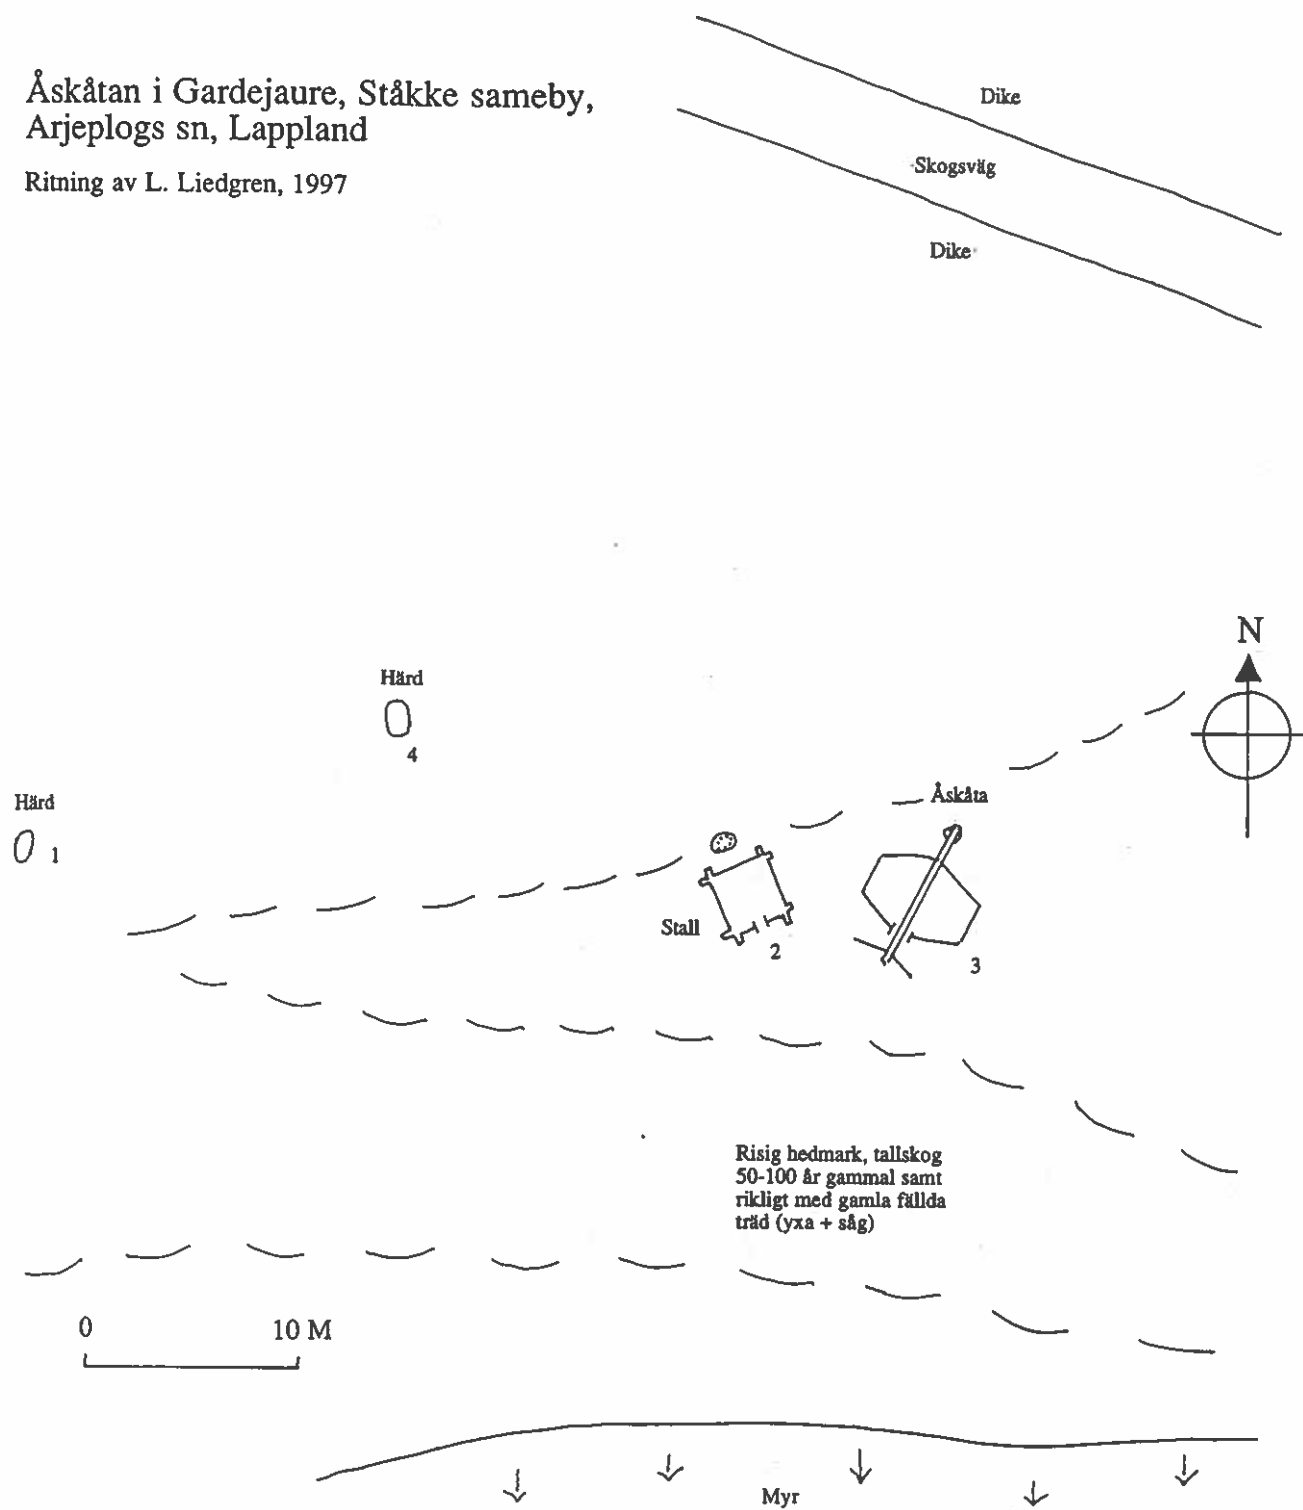 Åskåtan i Gardejaure, Ståkke sameby,
Arjeplogs sn, Lappland
Ritning av L. Liedgren, 1997
Dike
Skogsväg
Dike
N
Härd
4
Härd
1
Åskåta
Stall
2
3
Risig hedmark, tallskog
50-100 år gammal samt
rikligt med gamla fällda
träd (yxa + såg)
0 10 M
Myr